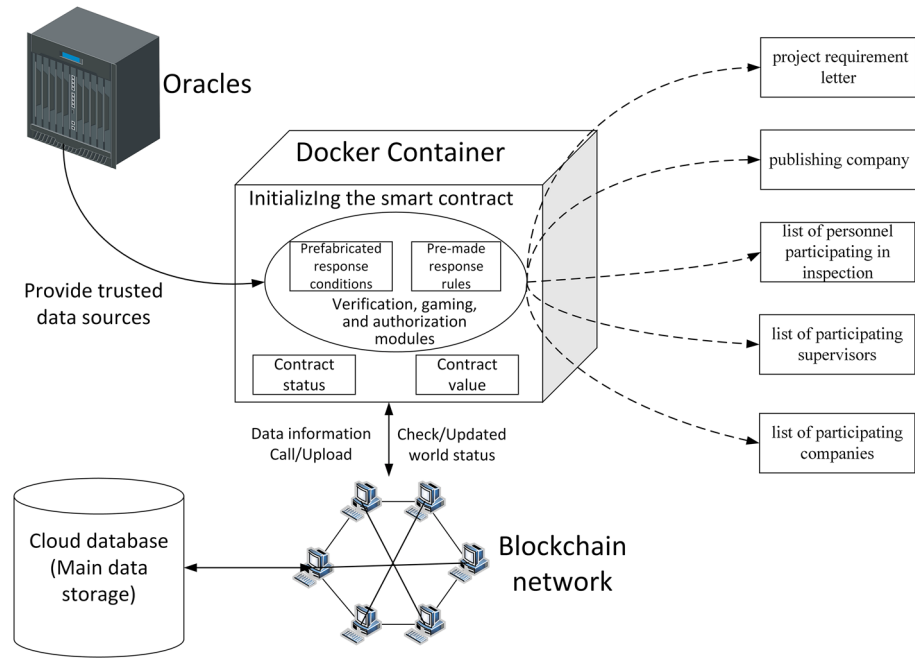 Oracles
Provide trusted
data sources
Docker Container
InitializIng the smart contract
Prefabricated
response
conditions
Pre-made
response
rules
Verification, gaming,
and authorization
modules
Contract
status
Contract
value
Data information
Call/Upload
Check/Updated
world status
Cloud database
(Main data
storage)
Blockchain
network
project requirement
letter
publishing company
list of personnel
participating in
inspection
list of participating
supervisors
list of participating
companies